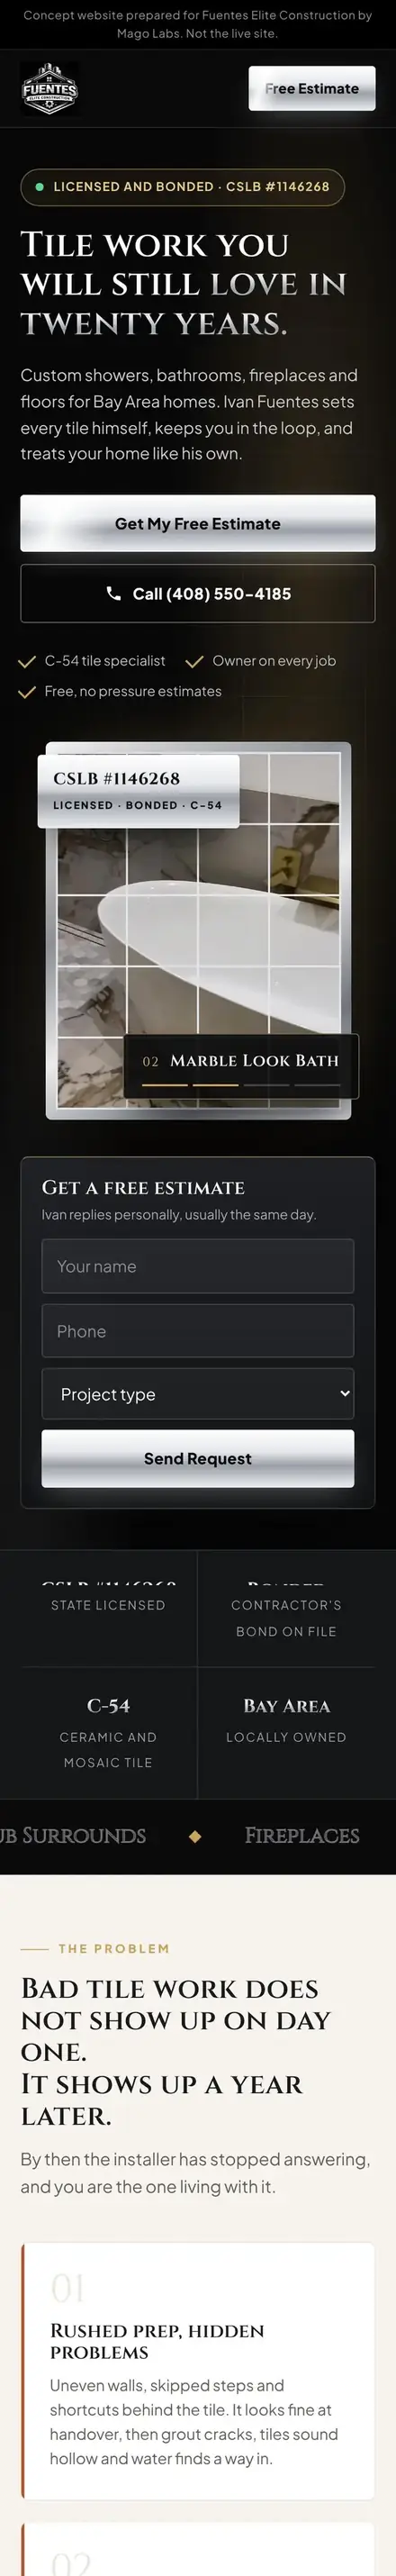 Concept website prepared for Fuentes Elite Construction by
Mago Labs. Not the live site.
FUENTES
ELITE CONSTRUCTION
Free Estimate
LICENSED AND BONDED · CSLB #1146268
TILE WORK YOU
WILL STILL LOVE IN
TWENTY YEARS.
Custom showers, bathrooms, fireplaces and
floors for Bay Area homes. Ivan Fuentes sets
every tile himself, keeps you in the loop, and
treats your home like his own.
Get My Free Estimate
Call (408) 550-4185
C-54 tile specialist
Owner on every job
Free, no pressure estimates
CSLB #1146268
LICENSED · BONDED · C-54
02 MARBLE LOOK BATH
GET A FREE ESTIMATE
Ivan replies personally, usually the same day.
Your name
Phone
Project type
Send Request
CSLB #1146268
STATE LICENSED
BONDED
CONTRACTOR'S
BOND ON FILE
C-54
CERAMIC AND
MOSAIC TILE
BAY AREA
LOCALLY OWNED
UB SURROUNDS ◆ FIREPLACES
THE PROBLEM
BAD TILE WORK DOES
NOT SHOW UP ON DAY
ONE.
IT SHOWS UP A YEAR
LATER.
By then the installer has stopped answering,
and you are the one living with it.
01
RUSHED PREP, HIDDEN
PROBLEMS
Uneven walls, skipped steps and
shortcuts behind the tile. It looks fine at
handover, then grout cracks, tiles sound
hollow and water finds a way in.
02